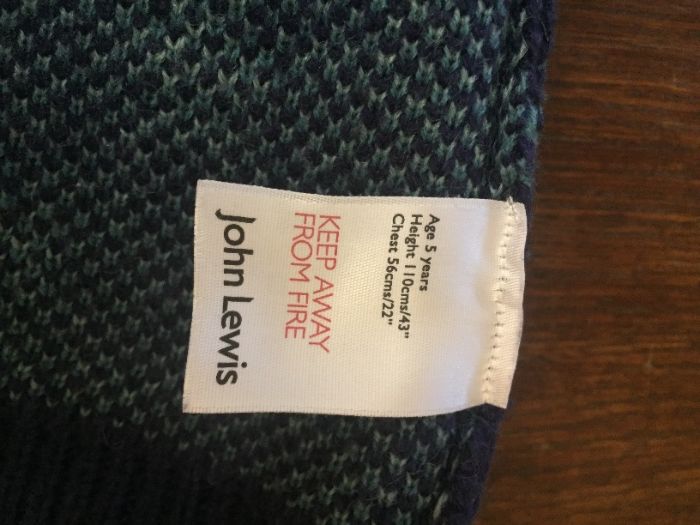 Age 5 years
Height 110cms/43"
Chest 56cms/22"
KEEP AWAY
FROM FIRE
John Lewis